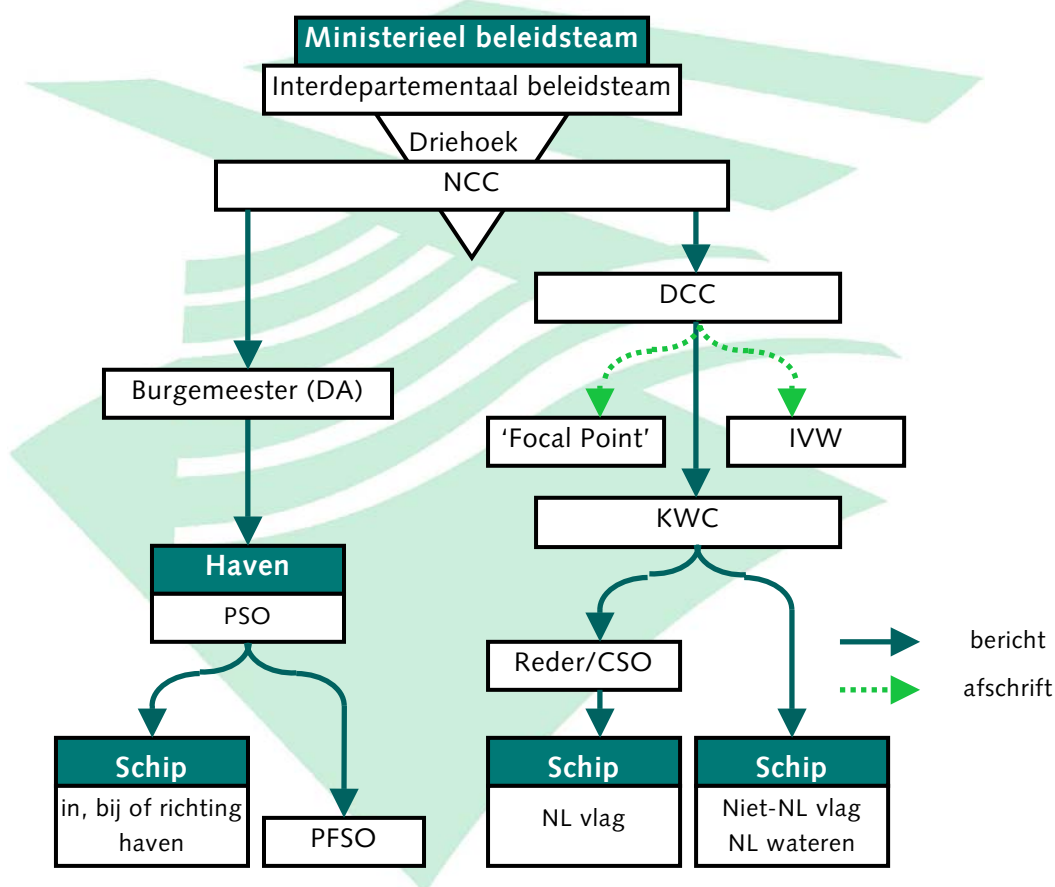 Ministerieel beleidsteam
Interdepartementaal beleidsteam
Driehoek
NCC
DCC
Burgemeester (DA)
'Focal Point'
IVW
KWC
Haven
PSO
Reder/CSO
bericht
afschrift
Schip
in, bij of richting
haven
PFSO
Schip
NL vlag
Schip
Niet-NL vlag
NL wateren